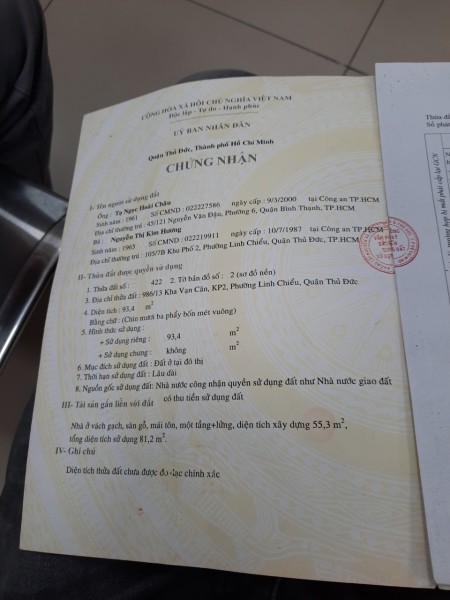 CỘNG HÒA XÃ HỘI CHỦ NGHĨA VIỆT NAM
Độc lập - Tự do - Hạnh phúc
UỶ BAN NHÂN DÂN
Quận Thủ Đức, Thành phố Hồ Chí Minh
CHỨNG NHẬN
I- Tên người sử dụng đất
Ông : Tạ Ngọc Hoài Châu
Sinh năm : 1961 Số CMND : 022227586 ngày cấp : 9/3/2000 tại Công an TP.HCM
Địa chỉ thường trú : 45/121 Nguyễn Văn Đậu, Phường 6, Quận Bình Thạnh, TP.HCM
Bà : Nguyễn Thị Kim Hương
Sinh năm : 1963 Số CMND : 022219911 ngày cấp : 10/7/1987 tại Công an TP.HCM
Địa chỉ thường trú : 105/7B Khu Phố 2, Phường Linh Chiểu, Quận Thủ Đức, TP.HCM
II- Thửa đất được quyền sử dụng
1. Thửa đất số : 422 2. Tờ bản đồ số : 2 (sơ đồ nền)
3. Địa chỉ thửa đất : 986/13 Kha Vạn Cân, KP2, Phường Linh Chiểu, Quận Thủ Đức
4. Diện tích : 93,4 m2
Bằng chữ : (Chín mươi ba phẩy bốn mét vuông)
5. Hình thức sử dụng :
+ Sử dụng riêng : 93,4 m2
+ Sử dụng chung : không m2
6. Mục đích sử dụng đất : Đất ở tại đô thị
7. Thời hạn sử dụng đất : Lâu dài
8. Nguồn gốc sử dụng đất: Nhà nước công nhận quyền sử dụng đất như Nhà nước giao đất
có thu tiền sử dụng đất
III- Tài sản gắn liền với đất
Nhà ở vách gạch, sàn gỗ, mái tôn, một tầng+lửng, diện tích xây dựng 55,3 m2,
tổng diện tích sử dụng 81,2 m2.
IV- Ghi chú
Diện tích thửa đất chưa được đo đạc chính xác
Thửa đất
Số phát